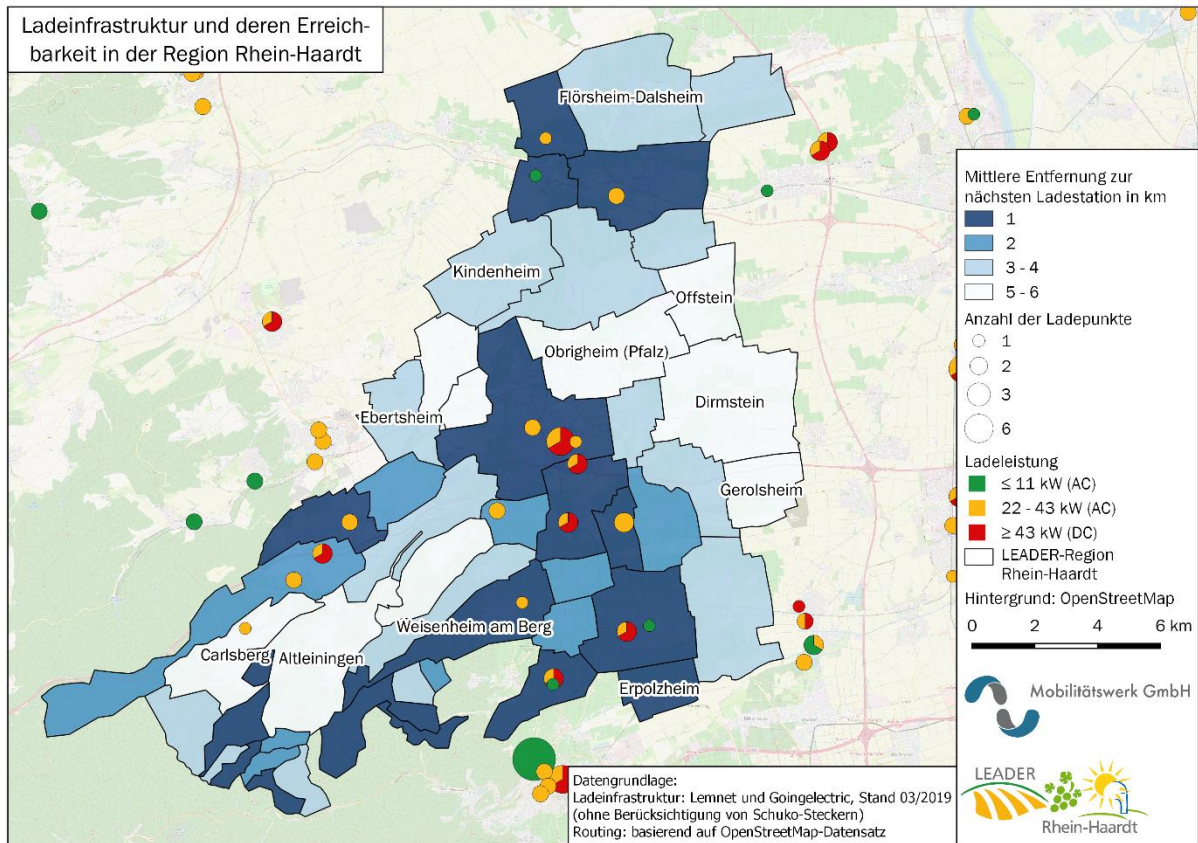 Ladeinfrastruktur und deren Erreich-
barkeit in der Region Rhein-Haardt
Flörsheim-Dalsheim
Kindenheim
Offstein
Obrigheim (Pfalz)
Dirmstein
Ebertsheim
Gerolsheim
Weisenheim am Berg
Carlsberg
Altleiningen
Erpolzheim
Mittlere Entfernung zur
nächsten Ladestation in km
1
2
3 - 4
5 - 6
Anzahl der Ladepunkte
1
2
3
6
Ladeleistung
≤ 11 kW (AC)
22 - 43 kW (AC)
≥ 43 kW (DC)
LEADER-Region
Rhein-Haardt
Hintergrund: OpenStreetMap
0 2 4 6 km
Mobilitätswerk GmbH
LEADER
Rhein-Haardt
Datengrundlage:
Ladeinfrastruktur: Lemnet und Goingelectric, Stand 03/2019
(ohne Berücksichtigung von Schuko-Steckern)
Routing: basierend auf OpenStreetMap-Datensatz